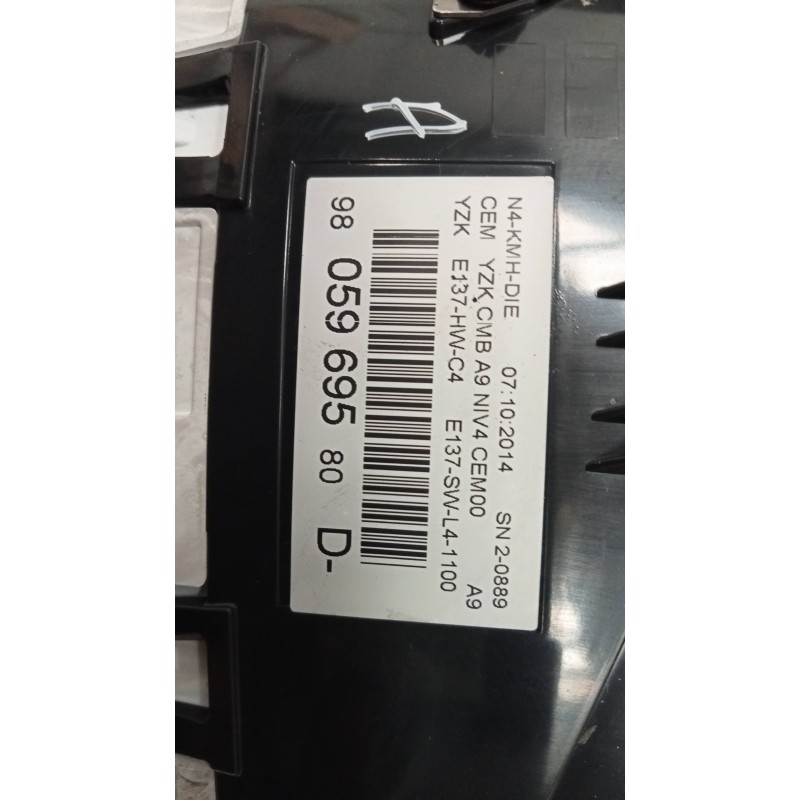 N4-KMH-DIE 07:10:2014 SN 2-0889
CEM YZK CMB A9 NIV4 CEM00 A9
YZK E137-HW-C4 E137-SW-L4-1100
98 059 695 80 D-
A